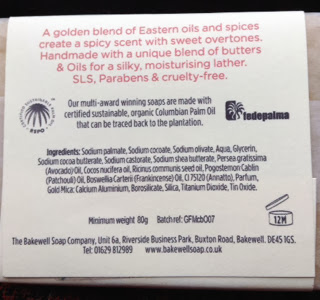 A golden blend of Eastern oils and spices
create a spicy scent with sweet overtones.
Handmade with a unique blend of butters
& Oils for a silky, moisturising lather.
SLS, Parabens & cruelty-free.
RSPO
Our multi-award winning soaps are made with
certified sustainable, organic Columbian Palm Oil
that can be traced back to the plantation.
fedepalma
Ingredients: Sodium palmate, Sodium cocoate, Sodium olivate, Aqua, Glycerin,
Sodium cocoa butterate, Sodium castorate, Sodium shea butterate, Persea gratissima
(Avocado) Oil, Cocos nucifera oil, Ricinus communis seed oil, Pogostemon Cablin
(Patchouli) Oil, Boswellia Carterii (Frankincense) Oil, CI 75120 (Annatto), Parfum,
Gold Mica: Calcium Aluminium, Borosilicate, Silica, Titanium Dioxide, Tin Oxide.
Minimum weight 80g Batch ref: GFMcb007
12M
The Bakewell Soap Company, Unit 6a, Riverside Business Park, Buxton Road, Bakewell. DE45 1GS.
Tel: 01629 812989 www.bakewellsoap.co.uk